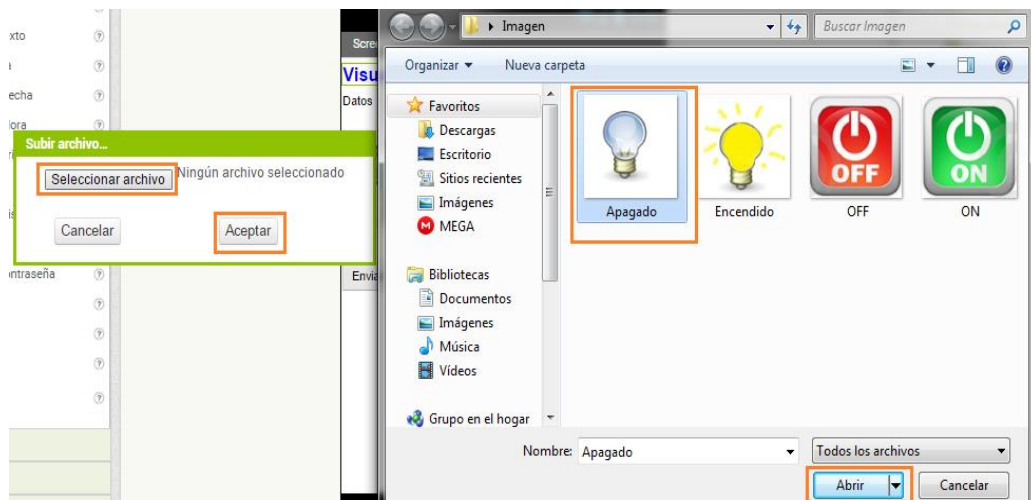 xto
echa
ora
Subir archivo...
Seleccionar archivo Ningún archivo seleccionado
Cancelar Aceptar
ontraseña
Scre
Visu
Datos
Envia
Imagen
Buscar Imagen
Organizar Nueva carpeta
Favoritos
Descargas
Escritorio
Sitios recientes
Imágenes
MEGA
Bibliotecas
Documentos
Imágenes
Música
Vídeos
Grupo en el hogar
OFF ON
Apagado Encendido OFF ON
Nombre: Apagado Todos los archivos
Abrir Cancelar